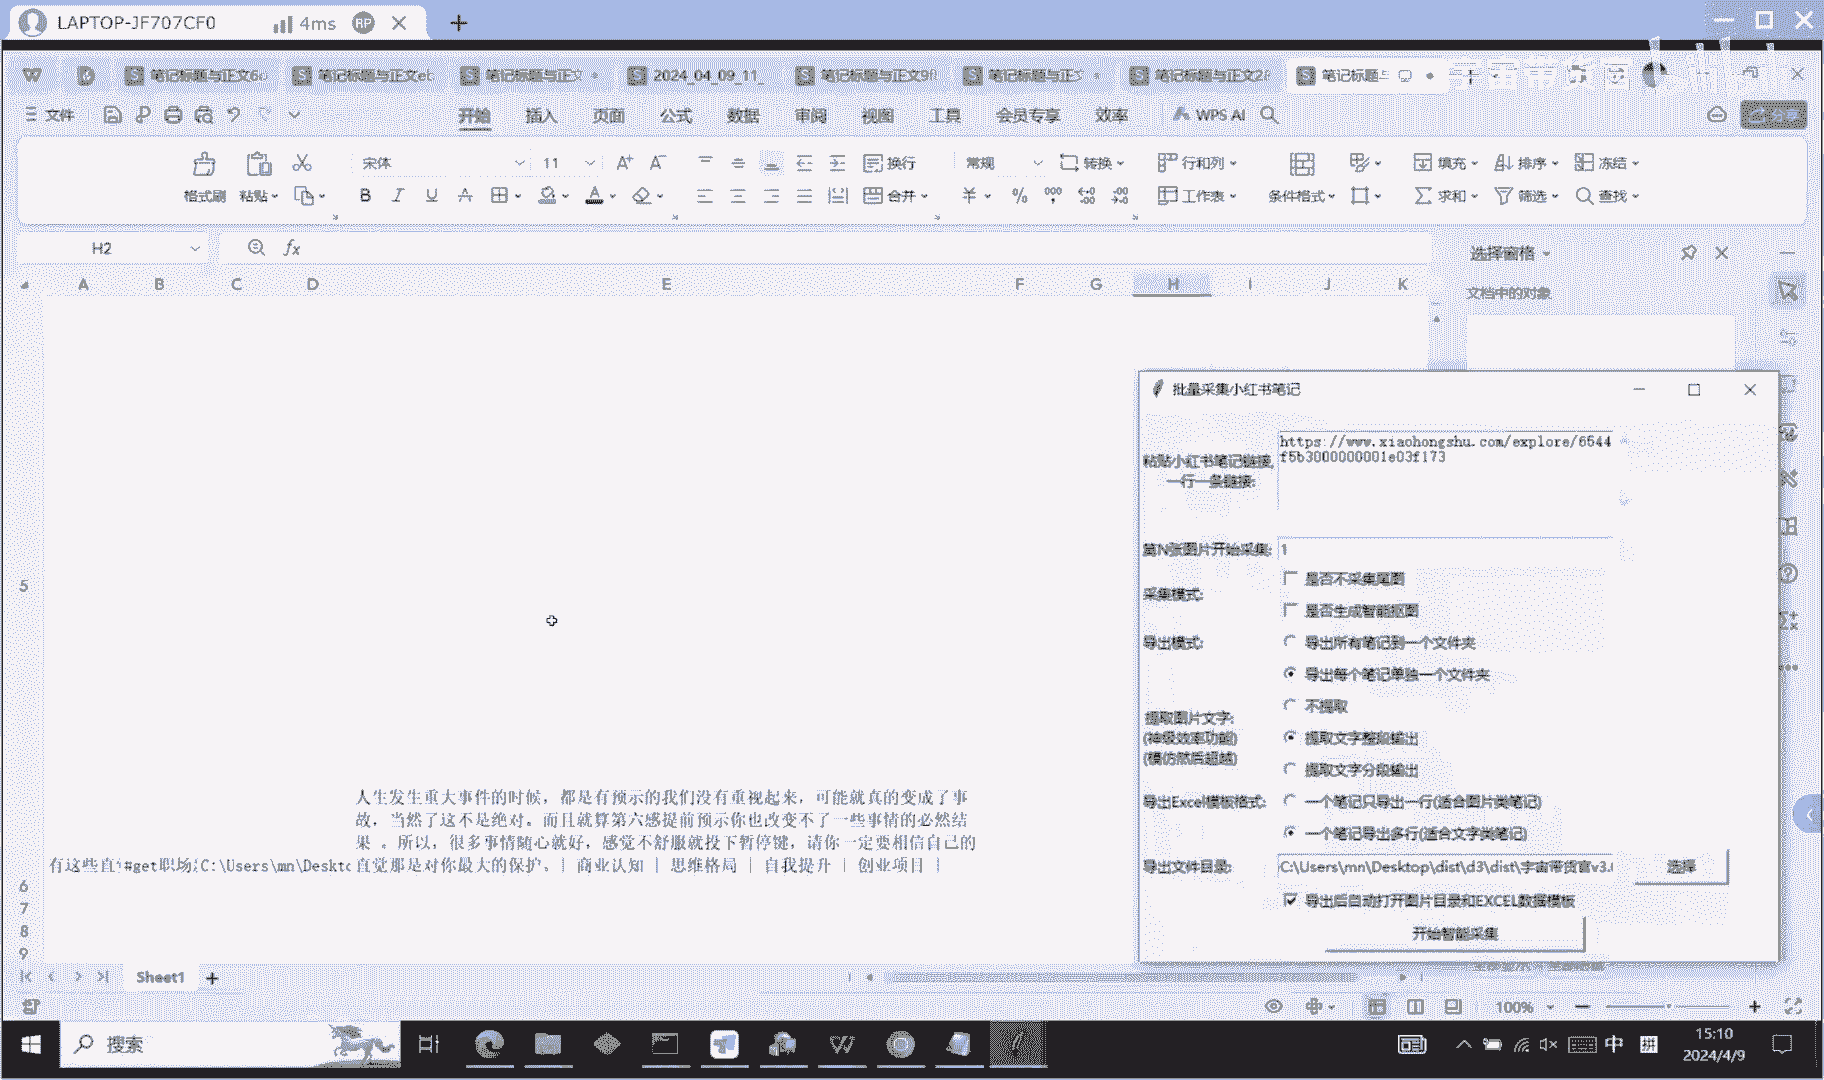 LAPTOP-JF707CF0 4ms RP
笔记标题与正文6c 笔记标题与正文eb 笔记标题与正文 2024_04_09_11_ 笔记标题与正文9f 笔记标题与正文 笔记标题与正文2f 笔记标题与
宇宙带货官
文件 开始 插入 页面 公式 数据 审阅 视图 工具 会员专享 效率 WPS AI
宋体 11 换行 常规 转换 行和列 填充 排序 冻结
格式刷 粘贴 合并 工作表 条件格式 求和 筛选 查找
H2 fx 选择窗格
A B C D E F G H I J K 文档中的对象
批量采集小红书笔记
粘贴小红书笔记链接,
一行一条链接:
https://www.xiaohongshu.com/explore/6544
f5b3000000001e03f173
第N张图片开始采集: 1
采集模式:
是否不采集尾图
是否生成智能抠图
导出模式:
导出所有笔记到一个文件夹
导出每个笔记单独一个文件夹
提取图片文字:
(神级效率功能)
(模仿然后超越)
不提取
提取文字整段输出
提取文字分段输出
导出Excel模板格式:
一个笔记只导出一行(适合图片类笔记)
一个笔记导出多行(适合文字类笔记)
导出文件目录: C:\Users\mn\Desktop\dist\d3\dist\宇宙带货官v3.( 选择
导出后自动打开图片目录和EXCEL数据模板
开始智能采集
5
人生发生重大事件的时候，都是有预示的我们没有重视起来，可能就真的变成了事
故，当然了这不是绝对。而且就算第六感提前预示你也改变不了一些事情的必然结
果 。所以，很多事情随心就好，感觉不舒服就按下暂停键，请你一定要相信自己的
有这些直 #get职场 C:\Users\mn\Deskto 直觉那是对你最大的保护。| 商业认知 | 思维格局 | 自我提升 | 创业项目 |
6
7
8
9
Sheet1
100%
搜索 中 拼 15:10
2024/4/9